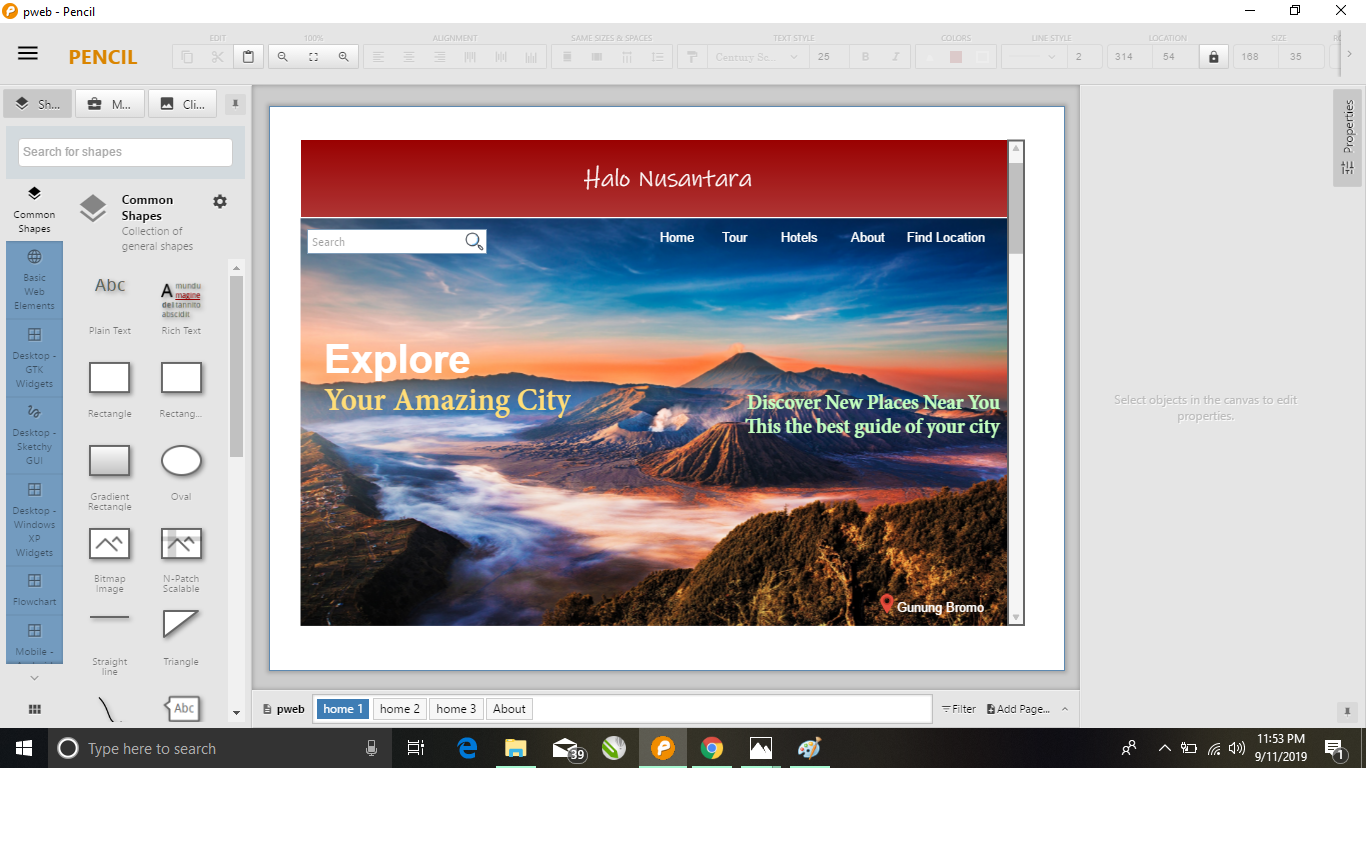 pweb - Pencil
PENCIL
EDIT
100%
ALIGNMENT
SAME SIZES & SPACES
TEXT STYLE
COLORS
LINE STYLE
LOCATION
SIZE
Century Sc...
25
B
I
2
314
54
168
35
Sh...
M...
Cli...
Search for shapes
Common
Shapes
Basic
Web
Elements
Desktop -
GTK
Widgets
Desktop -
Sketchy
GUI
Desktop -
Windows
XP
Widgets
Flowchart
Mobile -
Common
Shapes
Collection of
general shapes
Abc
Plain Text
A mundu
magine
del tannito
abscidit
Rich Text
Rectangle
Rectang...
Gradient
Rectangle
Oval
Bitmap
Image
N-Patch
Scalable
Straight
line
Triangle
Abc
Halo Nusantara
Search
Home
Tour
Hotels
About
Find Location
Explore
Your Amazing City
Discover New Places Near You
This the best guide of your city
Gunung Bromo
Properties
Select objects in the canvas to edit
properties.
pweb
home 1
home 2
home 3
About
Filter
Add Page...
Type here to search
39
11:53 PM
9/11/2019
1